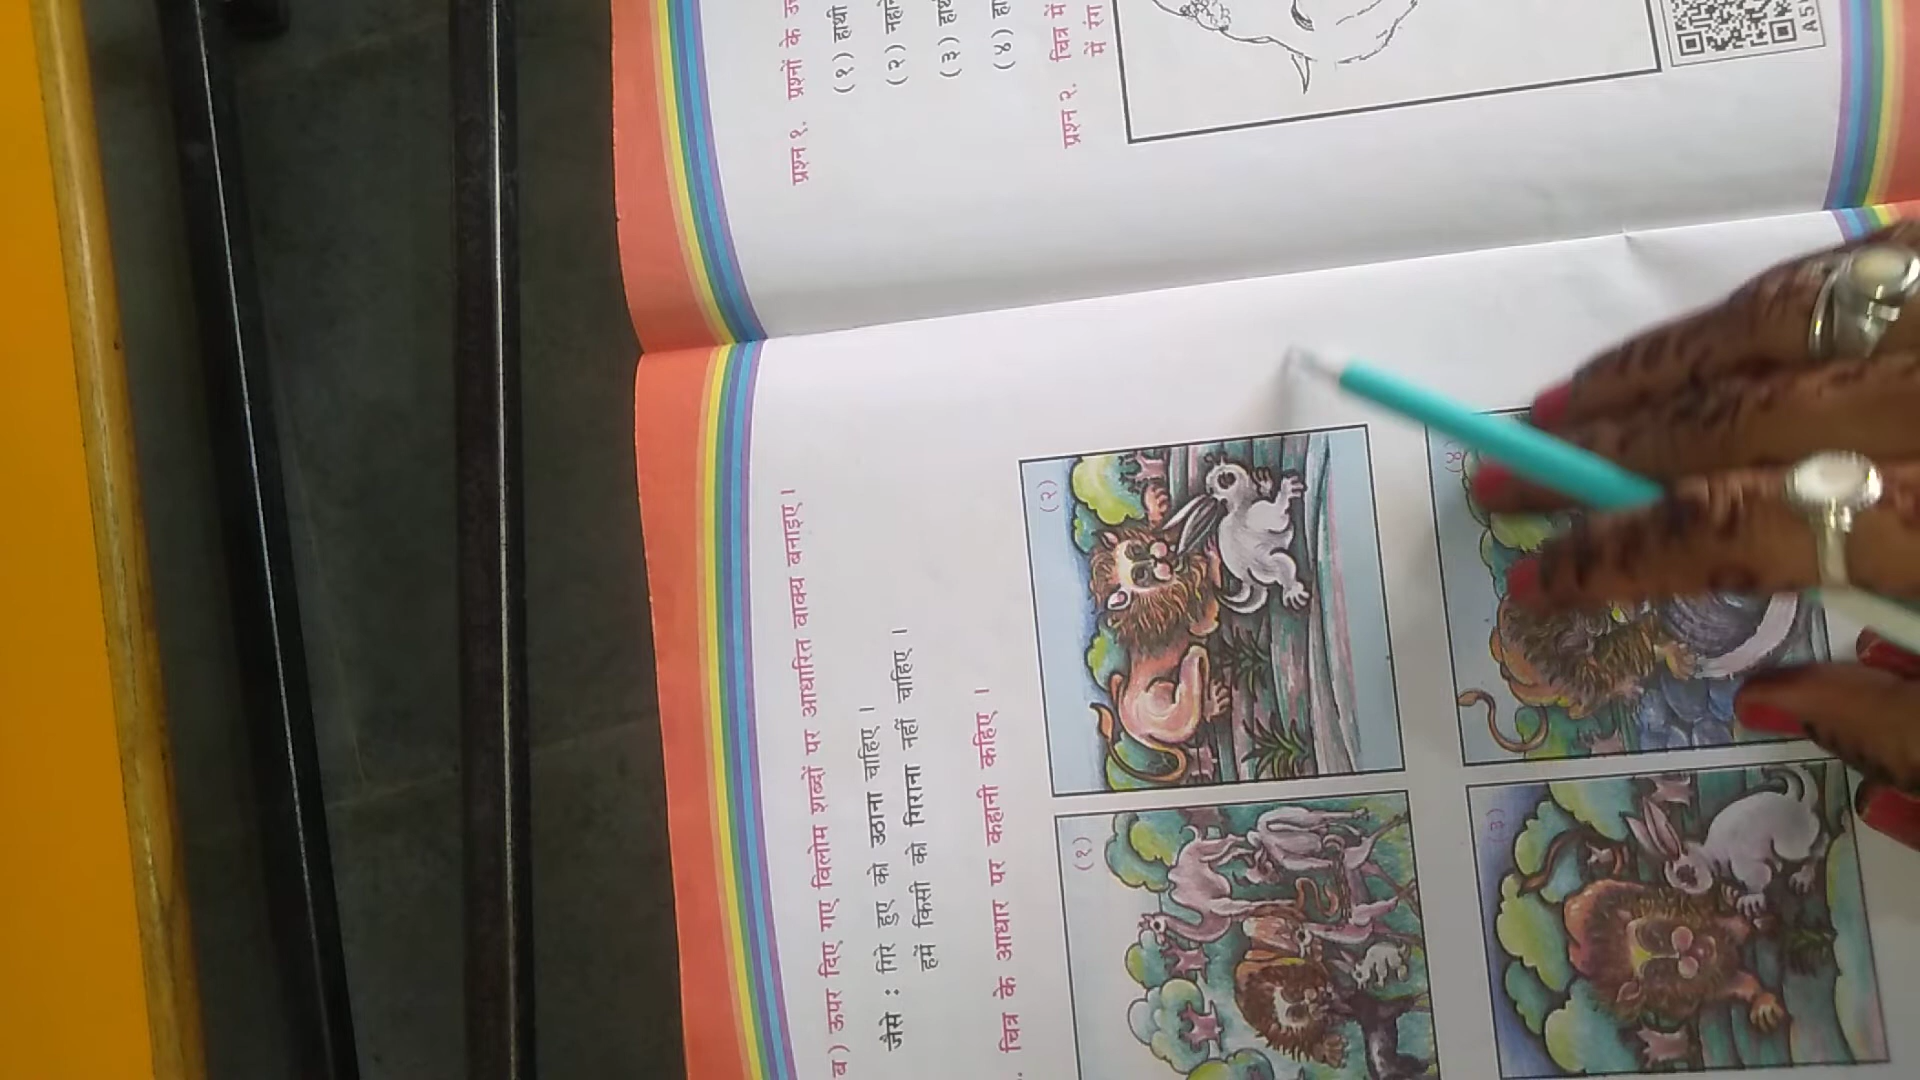 ब) ऊपर दिए गए विलोम शब्दों पर आधारित वाक्य बनाइए।
जैसे : गिरे हुए को उठाना चाहिए।
हमें किसी को गिराना नहीं चाहिए।
चित्र के आधार पर कहानी कहिए।
(१)
(२)
(३)
(४)
प्रश्न १. प्रश्नों के
(१) हाथी
(२)
(३)
(४)
प्रश्न २. चित्र में
में रंग